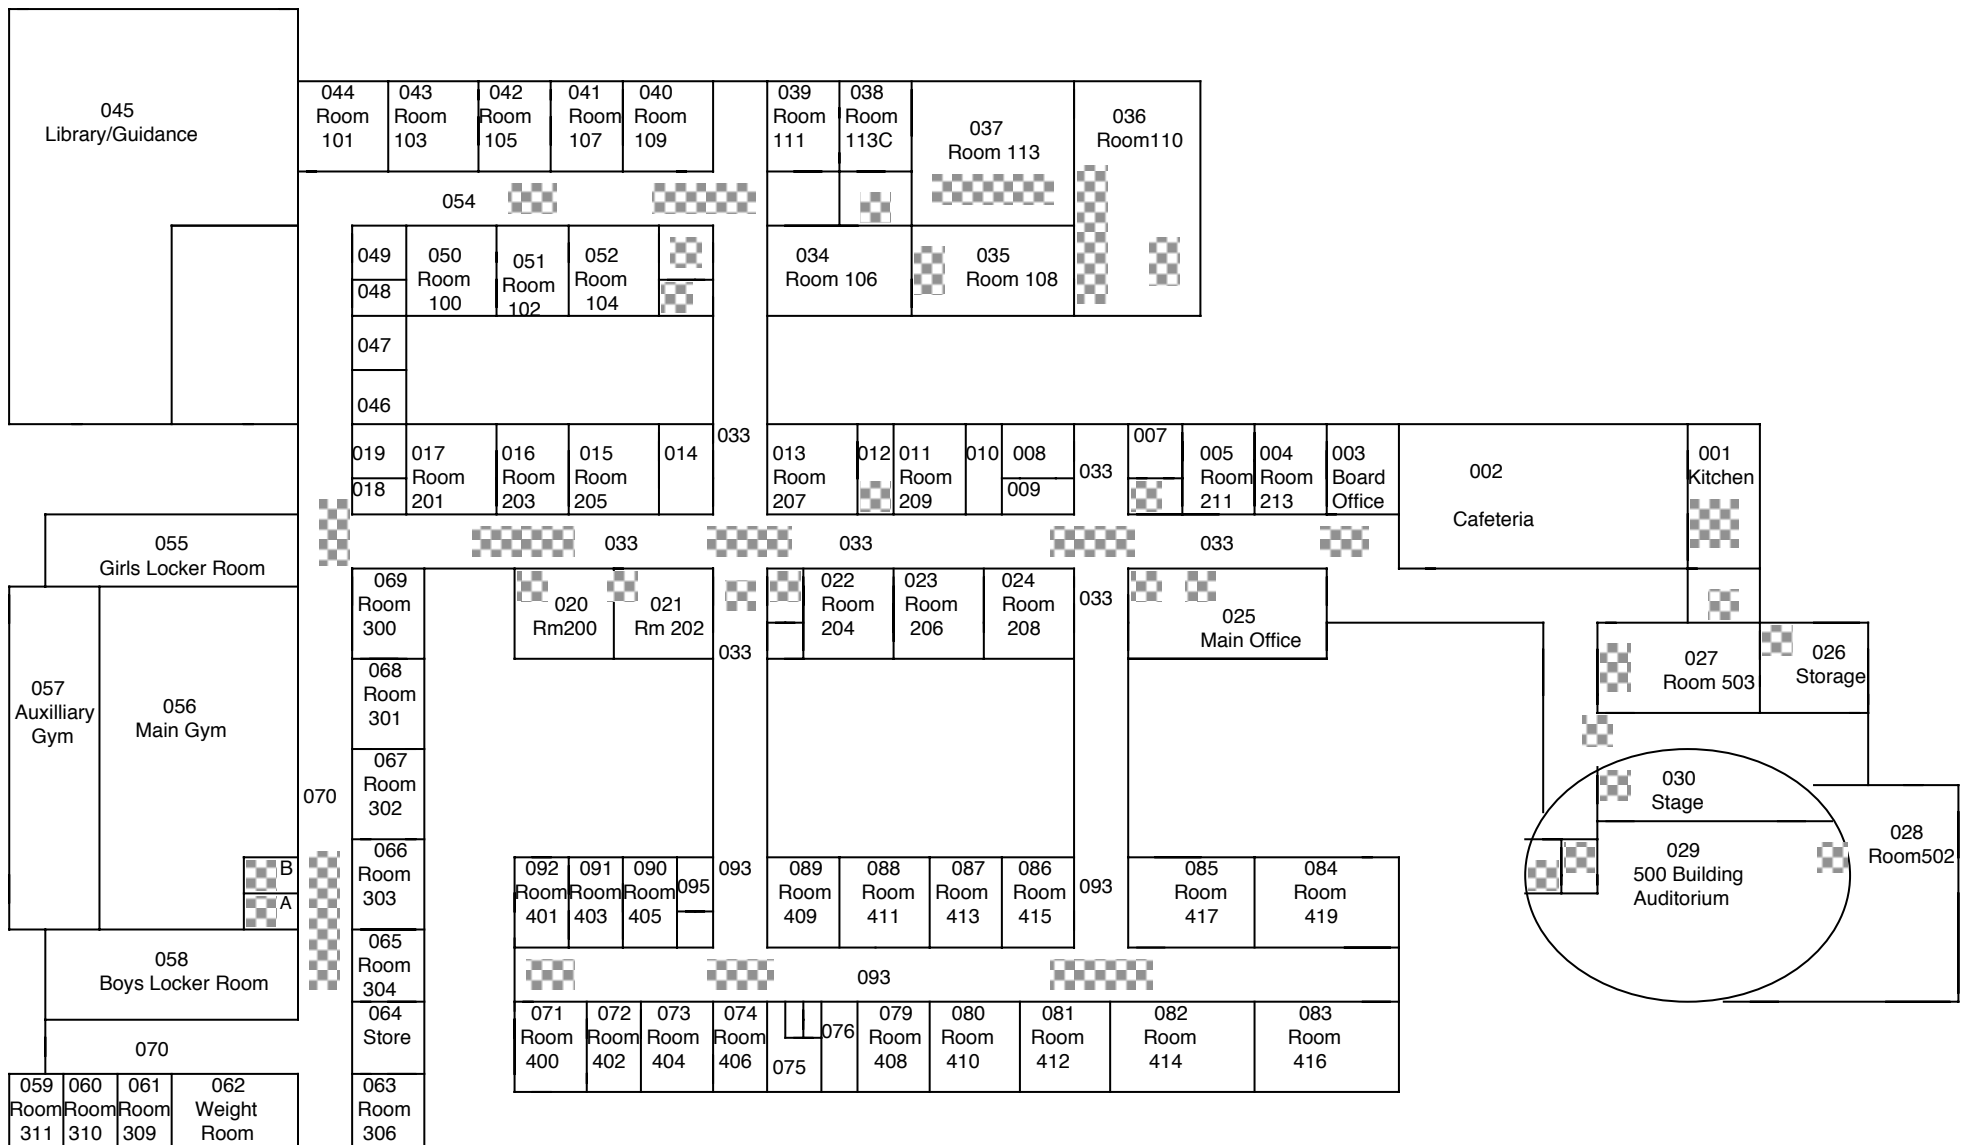 045
Library/Guidance
044
Room
101
043
Room
103
042
Room
105
041
Room
107
040
Room
109
039
Room
111
038
Room
113C
037
Room 113
036
Room110
054
049
048
050
Room
100
051
Room
102
052
Room
104
034
Room 106
035
Room 108
047
046
019
018
017
Room
201
016
Room
203
015
Room
205
014
033
013
Room
207
012
011
Room
209
010
008
009
033
007
005
Room
211
004
Room
213
003
Board
Office
002
Cafeteria
001
Kitchen
033
033
033
055
Girls Locker Room
069
Room
300
020
Rm200
021
Rm 202
033
022
Room
204
023
Room
206
024
Room
208
033
025
Main Office
027
Room 503
026
Storage
057
Auxilliary
Gym
056
Main Gym
068
Room
301
067
Room
302
070
066
Room
303
B
A
065
Room
304
058
Boys Locker Room
064
Store
070
059
Room
311
060
Room
310
061
Room
309
062
Weight
Room
063
Room
306
092
Room
401
091
Room
403
090
Room
405
095
093
089
Room
409
088
Room
411
087
Room
413
086
Room
415
093
085
Room
417
084
Room
419
093
071
Room
400
072
Room
402
073
Room
404
074
Room
406
075
076
079
Room
408
080
Room
410
081
Room
412
082
Room
414
083
Room
416
030
Stage
029
500 Building
Auditorium
028
Room502